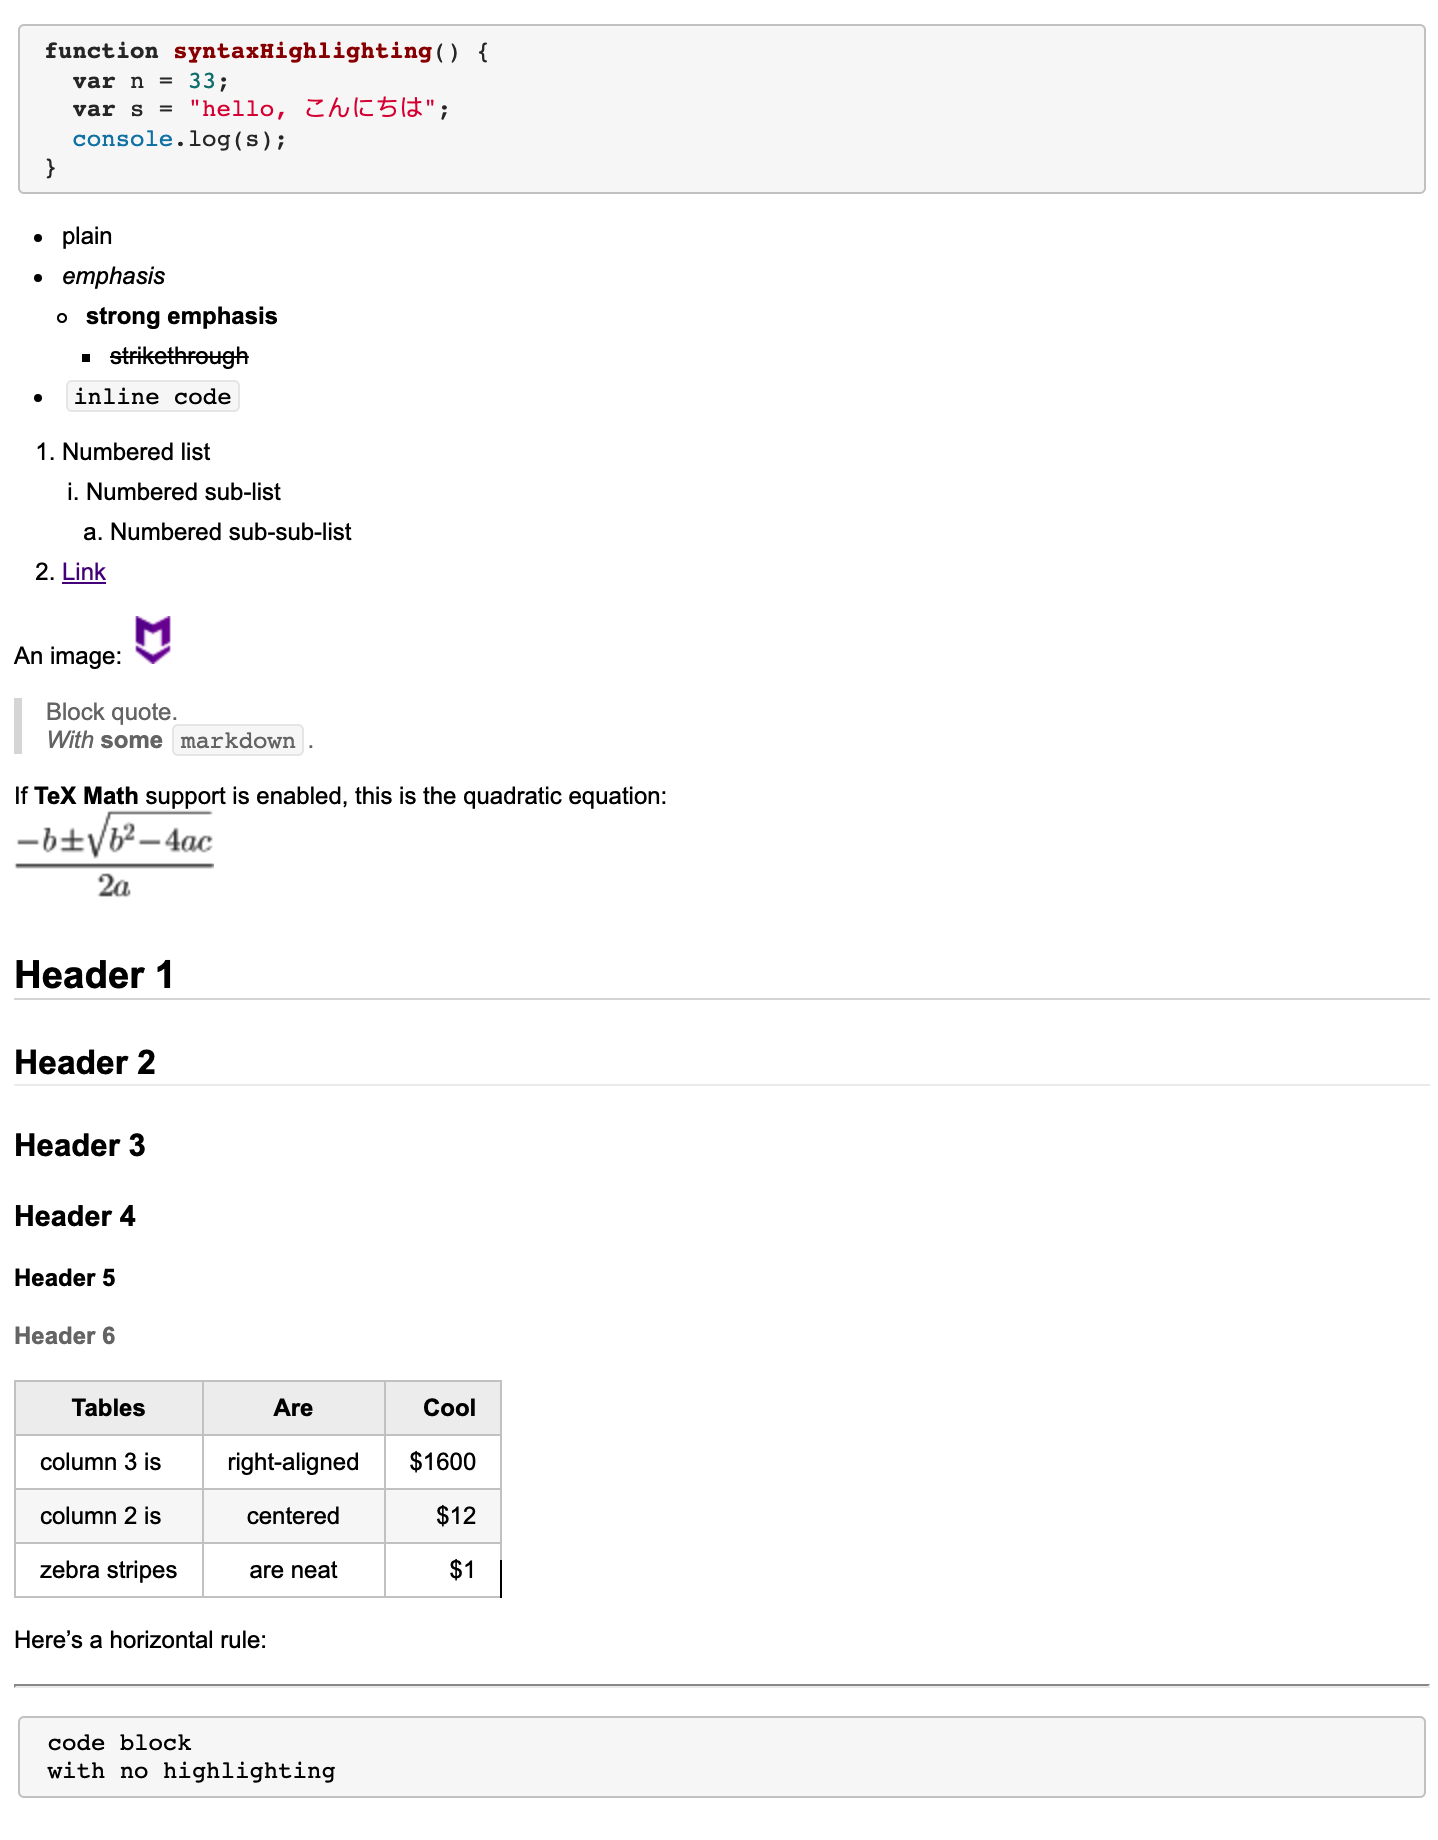 function syntaxHighlighting() {
  var n = 33;
  var s = "hello, こんにちは";
  console.log(s);
}
plain
emphasis
strong emphasis
strikethrough
inline code
1. Numbered list
i. Numbered sub-list
a. Numbered sub-sub-list
2. Link
An image:
Block quote.
With some markdown.
If TeX Math support is enabled, this is the quadratic equation:
−b±√b²−4ac
2a
Header 1
Header 2
Header 3
Header 4
Header 5
Header 6
Tables Are Cool
column 3 is right-aligned $1600
column 2 is centered $12
zebra stripes are neat $1
Here’s a horizontal rule:
code block
with no highlighting